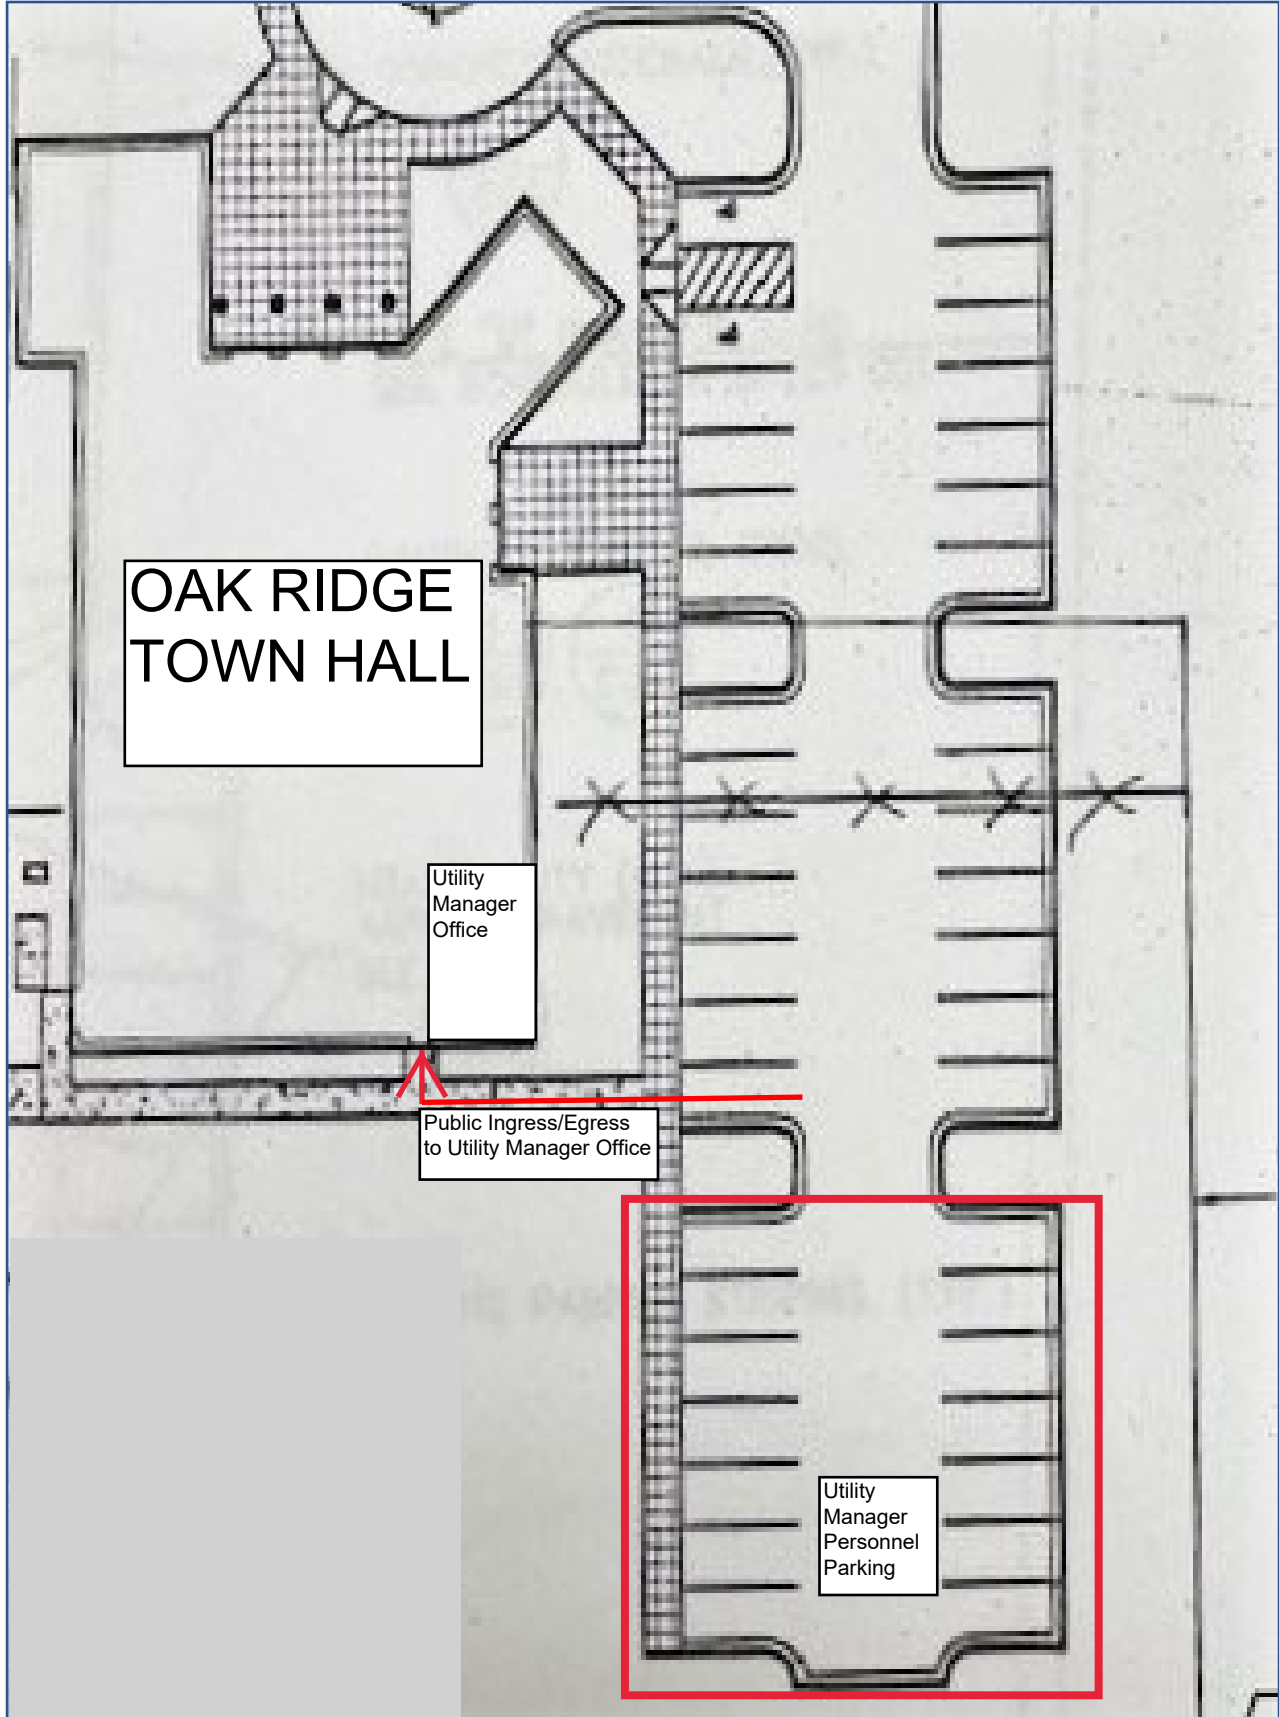 OAK RIDGE
TOWN HALL
Utility
Manager
Office
Public Ingress/Egress
to Utility Manager Office
Utility
Manager
Personnel
Parking